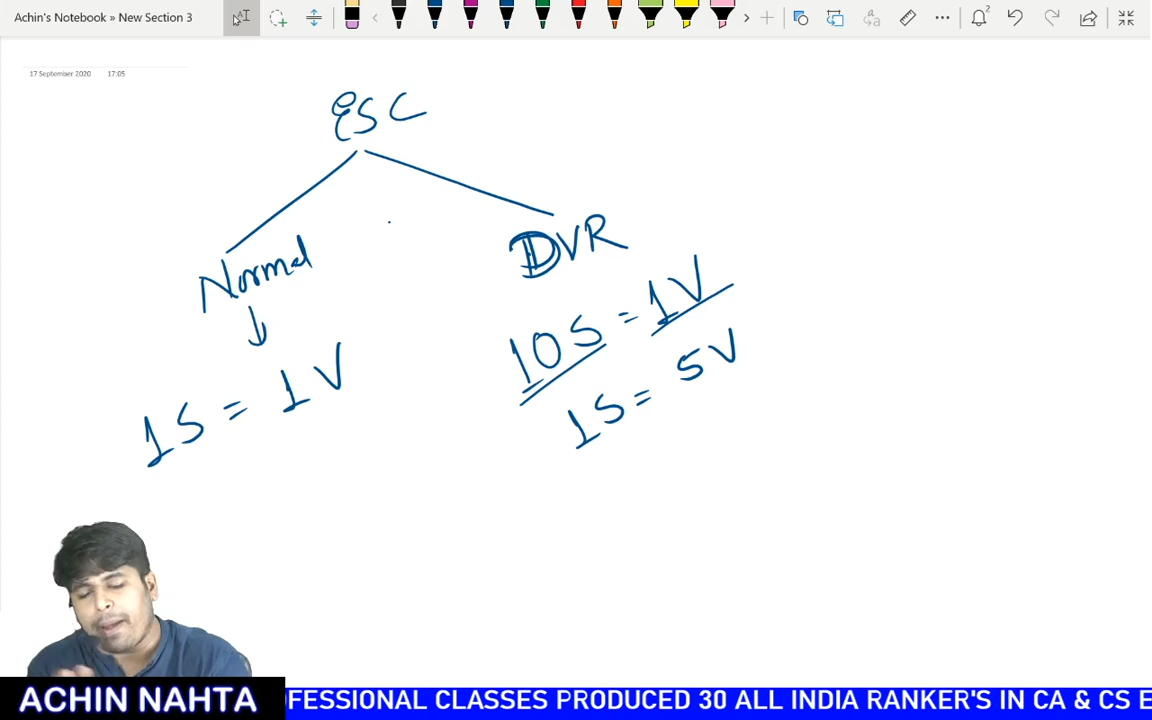 Achin's Notebook » New Section 3
17 September 2020 17:05
ESC
Normal
DVR
10S = 1V
1S = 5V
1S = 1V
ACHIN NAHTA
OFESSIONAL CLASSES PRODUCED 30 ALL INDIA RANKER'S IN CA & CS E